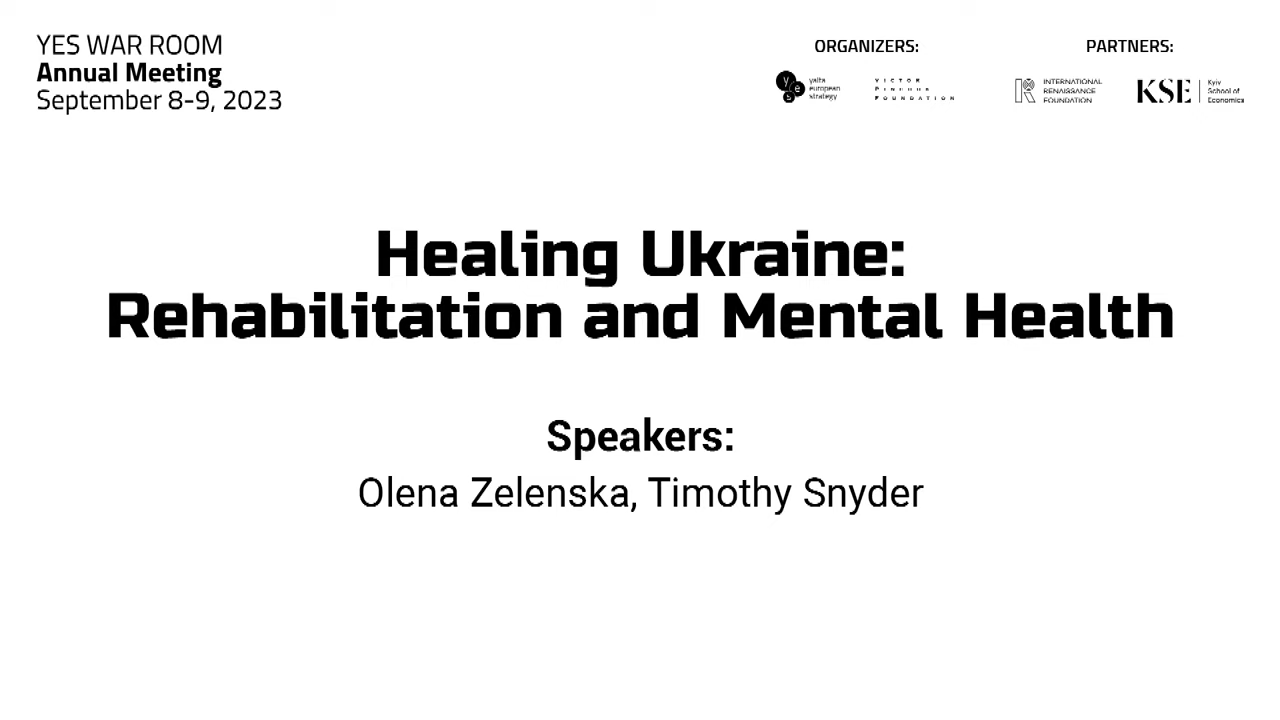 YES WAR ROOM
Annual Meeting
September 8-9, 2023
ORGANIZERS:
yalta
european
strategy
VICTOR
PINCHUK
FOUNDATION
PARTNERS:
INTERNATIONAL
RENAISSANCE
FOUNDATION
KSE
Kyiv
School of
Economics
Healing Ukraine:
Rehabilitation and Mental Health
Speakers:
Olena Zelenska, Timothy Snyder